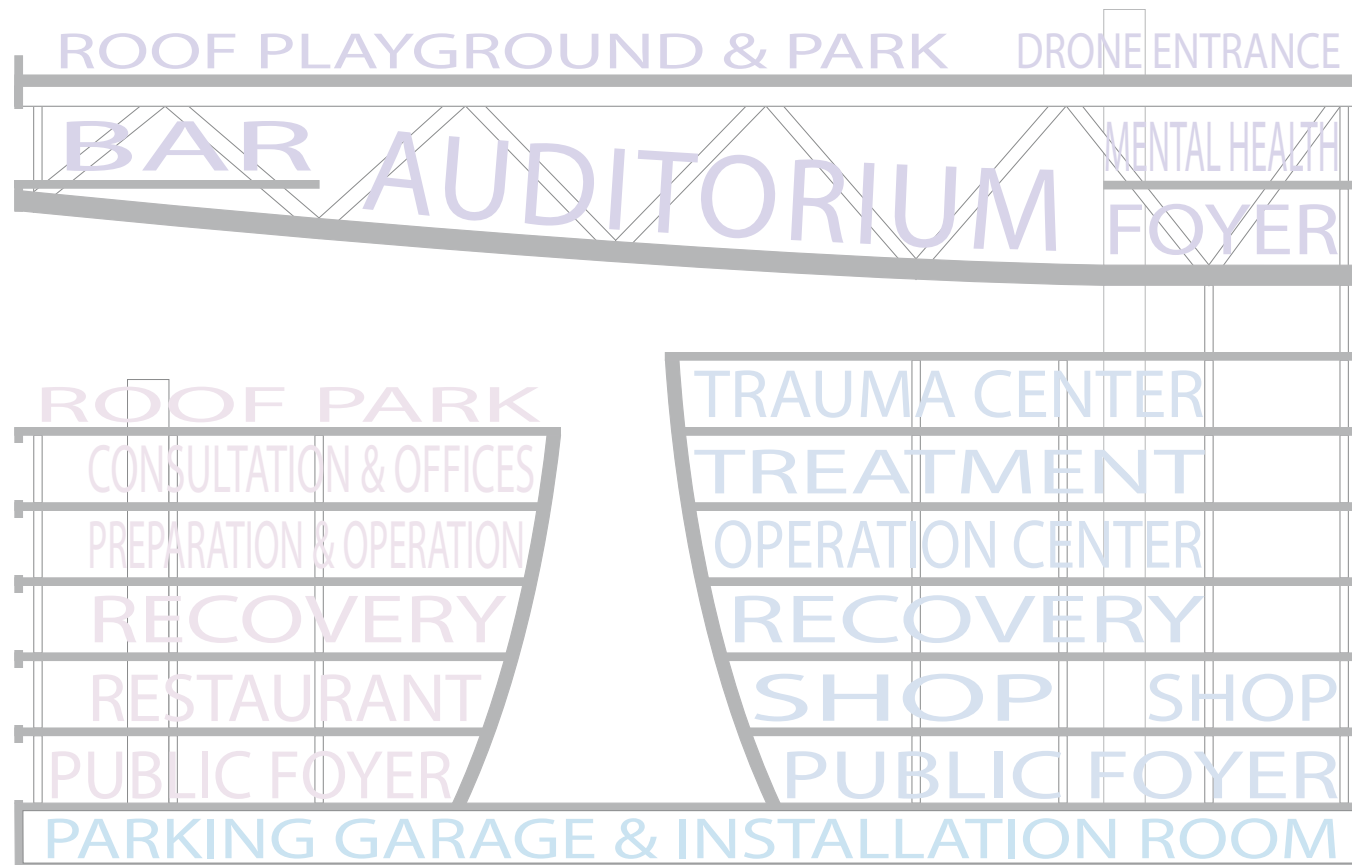 ROOF PLAYGROUND & PARK
DRONE ENTRANCE
BAR
AUDITORIUM
MENTAL HEALTH
FOYER
ROOF PARK
CONSULTATION & OFFICES
PREPARATION & OPERATION
RECOVERY
RESTAURANT
PUBLIC FOYER
TRAUMA CENTER
TREATMENT
OPERATION CENTER
RECOVERY
SHOP SHOP
PUBLIC FOYER
PARKING GARAGE & INSTALLATION ROOM